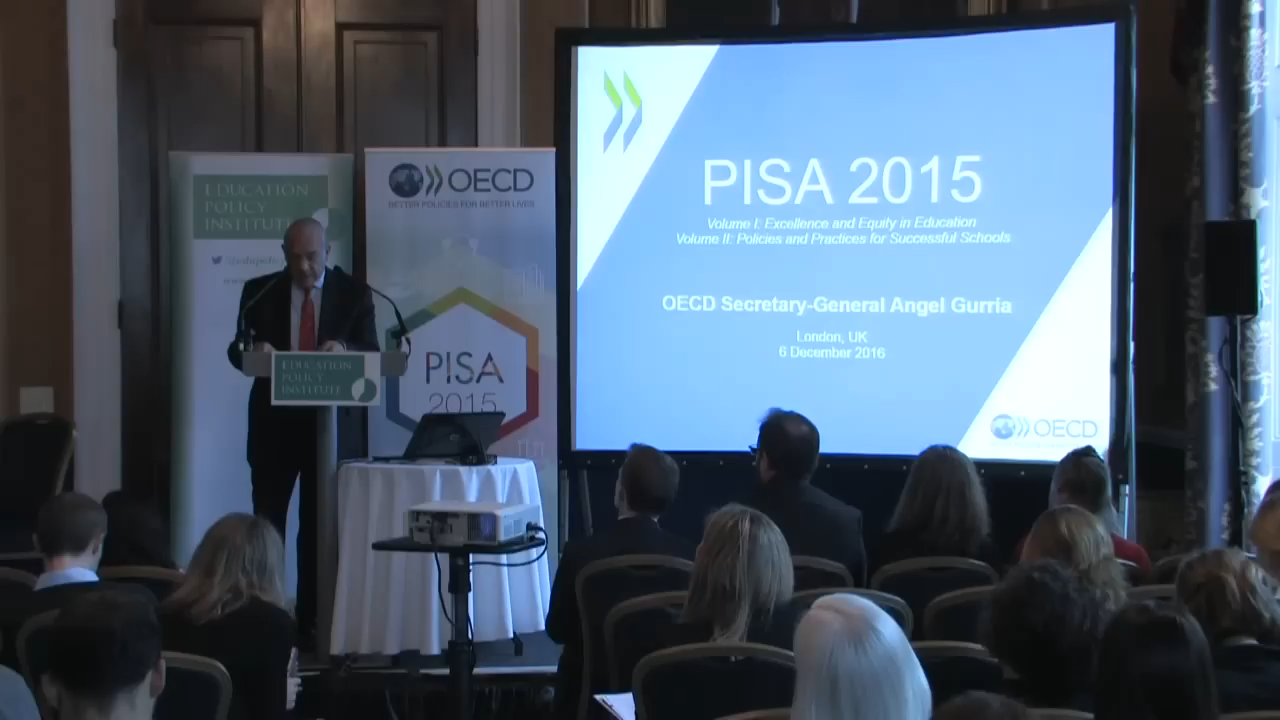 EDUCATION
POLICY
INSTITUTE
OECD
BETTER POLICIES FOR BETTER LIVES
PISA
2015
EDUCATION
POLICY
INSTITUTE
PISA 2015
Volume I: Excellence and Equity in Education
Volume II: Policies and Practices for Successful Schools
OECD Secretary-General Angel Gurría
London, UK
6 December 2016
OECD